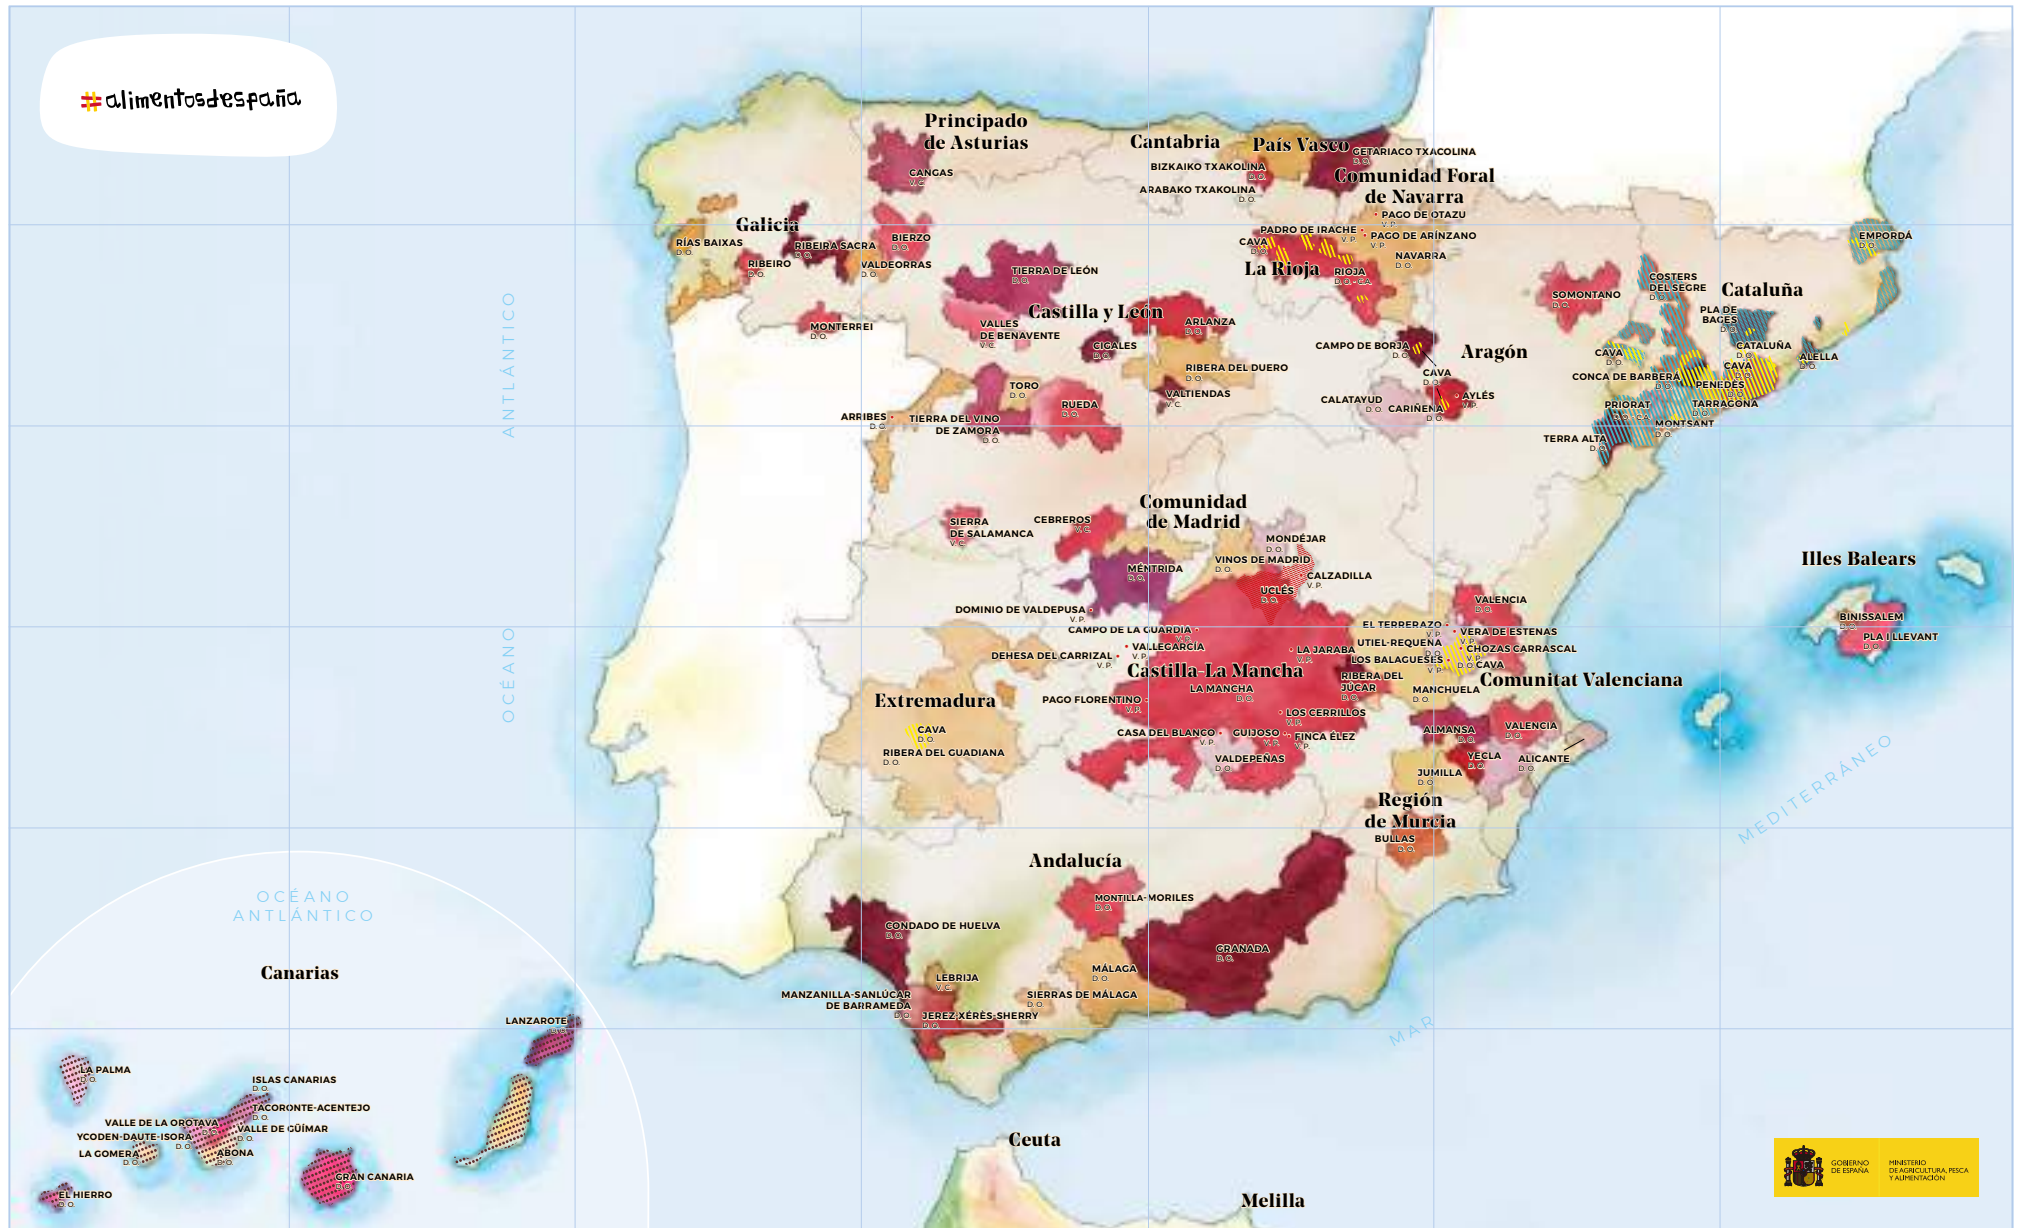 #alimentosdespaña
Principado
de Asturias
CANGAS
V.C.
Cantabria
País Vasco
GETARIACO TXACOLINA
D.O.
BIZKAIKO TXAKOLINA
D.O.
ARABAKO TXAKOLINA
D.O.
Comunidad Foral
de Navarra
PAGO DE OTAZU
V.P.
PADRO DE IRACHE
V.P.
PAGO DE ARÍNZANO
V.P.
NAVARRA
D.O.
CAVA
D.O.
La Rioja
RIOJA
D.O.-CA.
Galicia
RÍAS BAIXAS
D.O.
RIBEIRO
D.O.
RIBEIRA SACRA
D.O.
VALDEORRAS
D.O.
MONTERREI
D.O.
BIERZO
D.O.
TIERRA DE LEÓN
D.O.
Castilla y León
VALLES
DE BENAVENTE
V.C.
CIGALES
D.O.
ARLANZA
D.O.
RIBERA DEL DUERO
D.O.
VALTIENDAS
V.C.
TORO
D.O.
RUEDA
D.O.
ARRIBES
D.O.
TIERRA DEL VINO
DE ZAMORA
D.O.
SIERRA
DE SALAMANCA
V.C.
CEBREROS
V.C.
SOMONTANO
D.O.
Aragón
CAMPO DE BORJA
D.O.
CAVA
D.O.
CALATAYUD
D.O.
CARIÑENA
D.O.
AYLÉS
V.P.
EMPORDÁ
D.O.
COSTERS
DEL SEGRE
D.O.
Cataluña
PLA DE
BAGES
D.O.
CATALUÑA
D.O.
ALELLA
D.O.
CAVA
D.O.
CAVA
D.O.
CONCA DE BARBERÁ
D.O.
PENEDÈS
D.O.
TARRAGONA
D.O.
PRIORAT
D.O.-CA.
MONTSANT
D.O.
TERRA ALTA
D.O.
Comunidad
de Madrid
MONDÉJAR
D.O.
VINOS DE MADRID
D.O.
MÉNTRIDA
D.O.
UCLÉS
D.O.
CALZADILLA
V.P.
DOMINIO DE VALDEPUSA
V.P.
CAMPO DE LA GUARDIA
V.P.
VALLEGARCÍA
V.P.
DEHESA DEL CARRIZAL
V.P.
Castilla-La Mancha
LA JARABA
V.P.
LA MANCHA
D.O.
PAGO FLORENTINO
V.P.
RIBERA DEL
JÚCAR
D.O.
LOS CERRILLOS
V.P.
CASA DEL BLANCO
V.P.
GUIJOSO
V.P.
FINCA ÉLEZ
V.P.
VALDEPEÑAS
D.O.
Extremadura
CAVA
D.O.
RIBERA DEL GUADIANA
D.O.
VALENCIA
D.O.
EL TERRERAZO
V.P.
VERA DE ESTENAS
V.P.
UTIEL-REQUENA
D.O.
CHOZAS CARRASCAL
V.P.
LOS BALAGUESES
V.P.
CAVA
D.O.
Comunitat Valenciana
MANCHUELA
D.O.
ALMANSA
D.O.
VALENCIA
D.O.
YECLA
D.O.
ALICANTE
D.O.
JUMILLA
D.O.
Región
de Murcia
BULLAS
D.O.
Illes Balears
BINISSALEM
D.O.
PLA I LLEVANT
D.O.
Andalucía
MONTILLA-MORILES
D.O.
CONDADO DE HUELVA
D.O.
GRANADA
D.O.
LEBRIJA
V.C.
MÁLAGA
D.O.
SIERRAS DE MÁLAGA
D.O.
MANZANILLA-SANLÚCAR
DE BARRAMEDA
D.O.
JEREZ-XÉRÈS-SHERRY
D.O.
OCÉANO ANTLÁNTICO
MAR MEDITERRÁNEO
OCÉANO
ANTLÁNTICO
Canarias
LANZAROTE
D.O.
LA PALMA
D.O.
ISLAS CANARIAS
D.O.
TACORONTE-ACENTEJO
D.O.
VALLE DE LA OROTAVA
D.O.
VALLE DE GÜÍMAR
D.O.
YCODEN-DAUTE-ISORA
D.O.
LA GOMERA
D.O.
ABONA
D.O.
GRAN CANARIA
D.O.
EL HIERRO
D.O.
Ceuta
Melilla
GOBIERNO
DE ESPAÑA
MINISTERIO
DE AGRICULTURA, PESCA
Y ALIMENTACIÓN